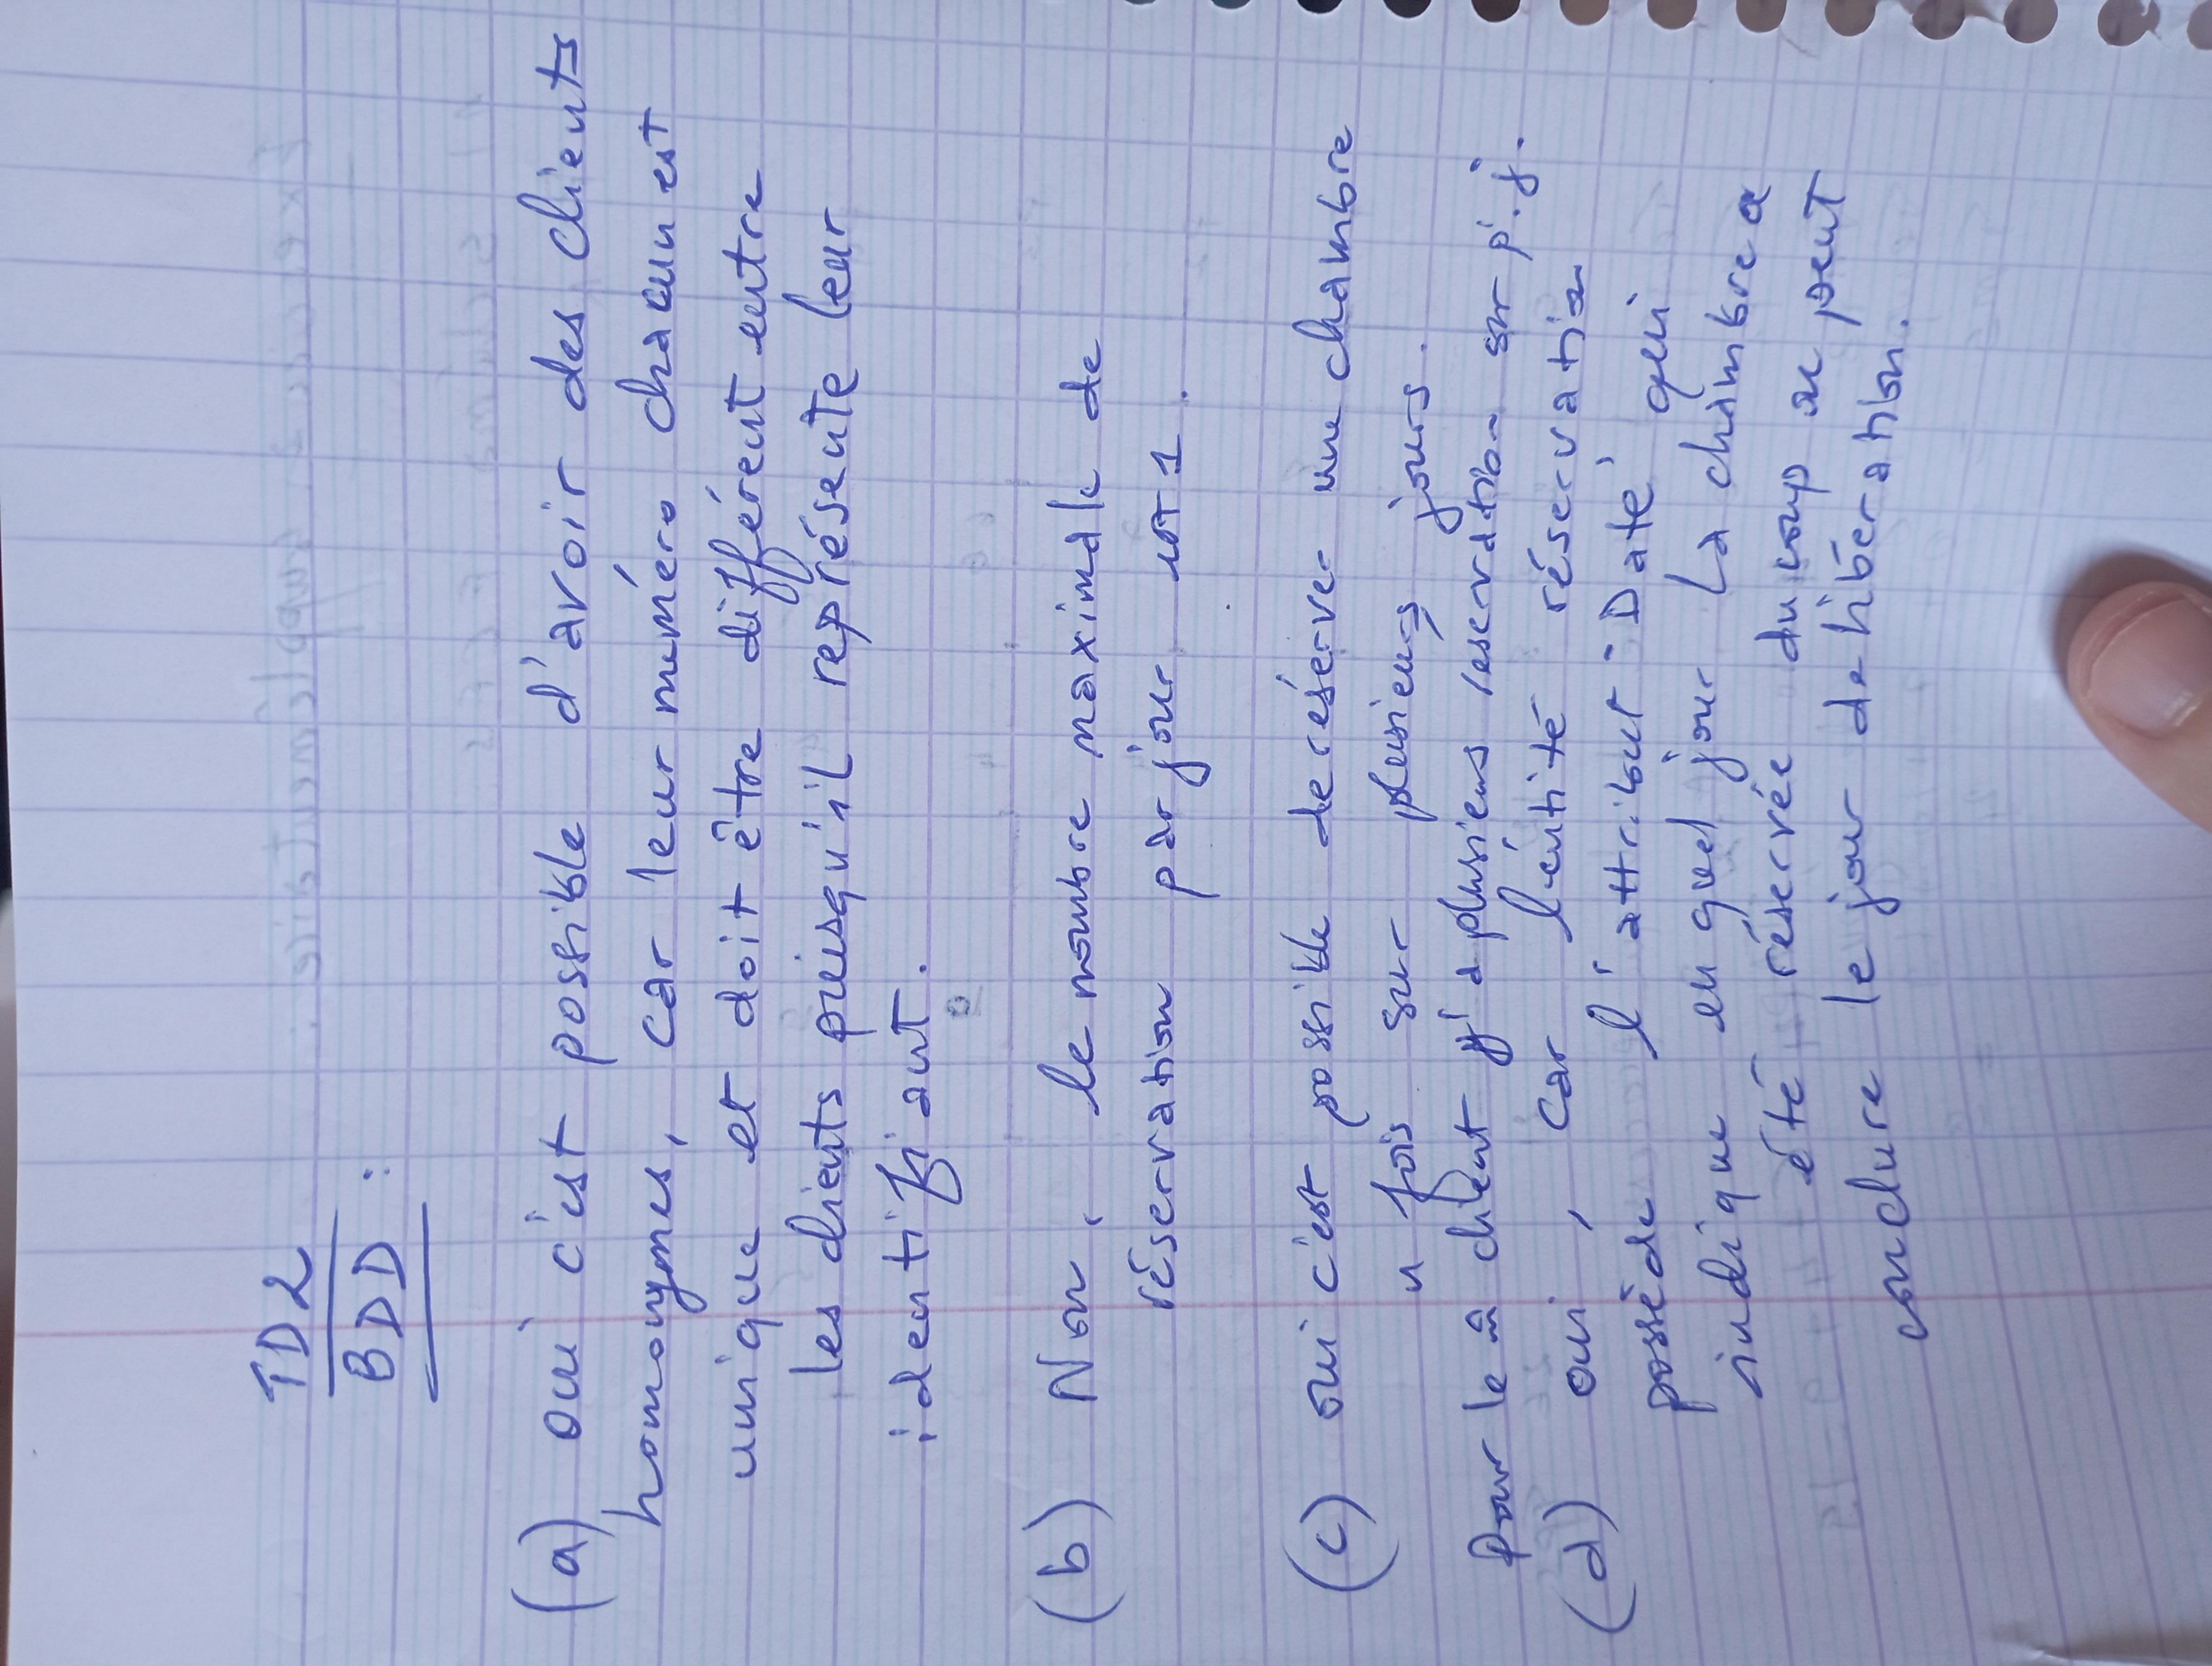 TD2
BDD :
(a) oui c'est possible d'avoir des clients
homonymes, car leur numéro chacun est
unique et doit être différent entre
les clients puisqu'il représente leur
identifiant.
(b) Non, le nombre maximale de
réservation par jour est 1.
(c) oui c'est possible de réserver une chambre
n fois sur plusieurs jours.
Pour le m̂ client y'a plusieurs réservation sur p. j.
(d) oui, car l'entité réservation
possède l'attribut "Date" qui
indique en quel jour la chambre a
été réservée du coup on peut
conclure le jour de libération.